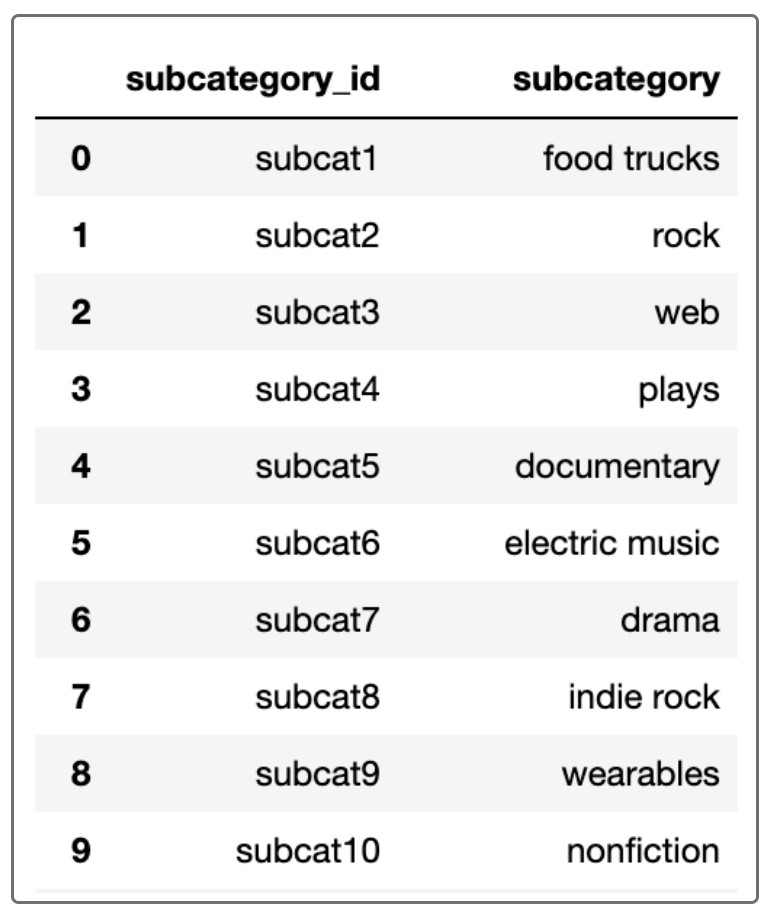 subcategory_id subcategory
0 subcat1 food trucks
1 subcat2 rock
2 subcat3 web
3 subcat4 plays
4 subcat5 documentary
5 subcat6 electric music
6 subcat7 drama
7 subcat8 indie rock
8 subcat9 wearables
9 subcat10 nonfiction